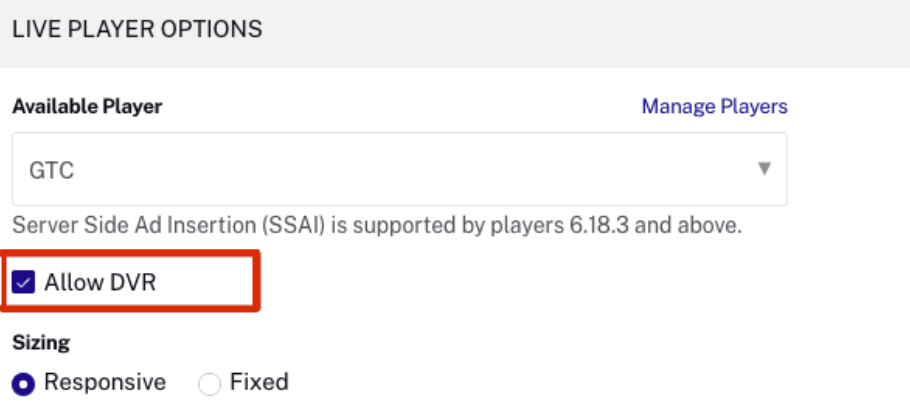 LIVE PLAYER OPTIONS
Available Player Manage Players
GTC
Server Side Ad Insertion (SSAI) is supported by players 6.18.3 and above.
Allow DVR
Sizing
Responsive Fixed